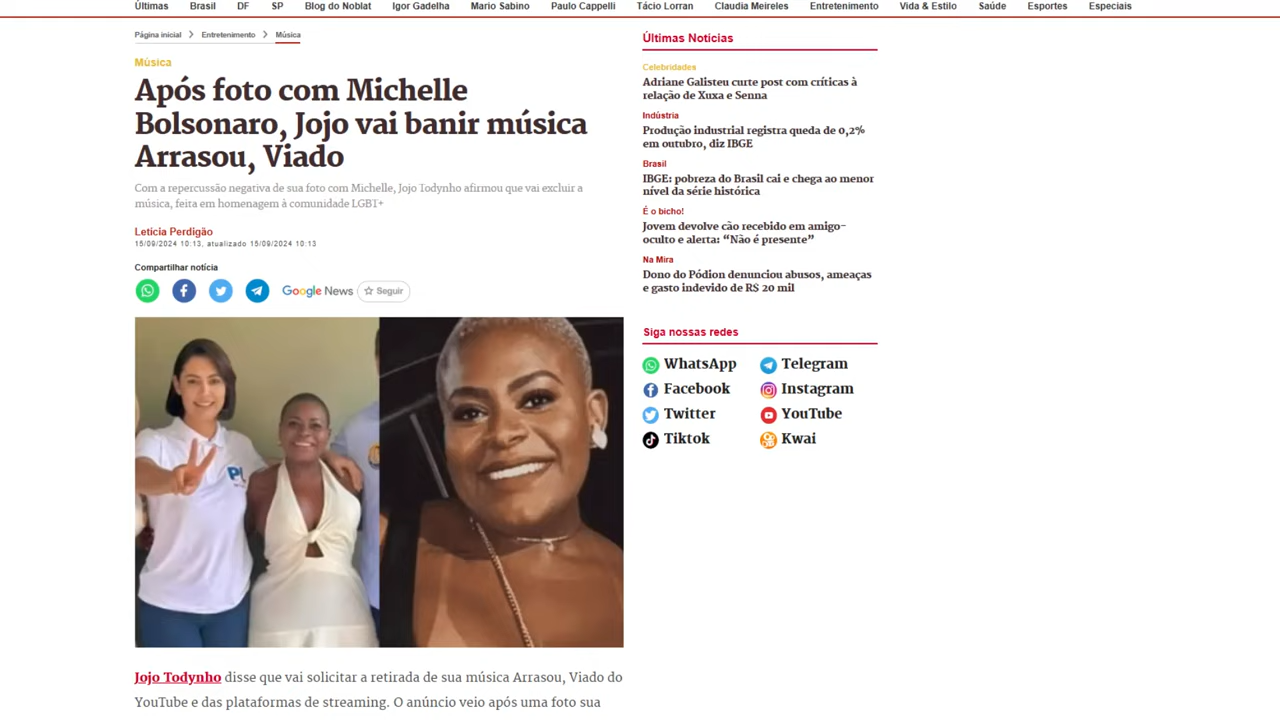 Últimas Brasil DF SP Blog do Noblat Igor Gadelha Mario Sabino Paulo Cappelli Tácio Lorran Claudia Meireles Entretenimento Vida & Estilo Saúde Esportes Especiais
Página inicial Entretenimento Música
Música
Após foto com Michelle
Bolsonaro, Jojo vai banir música
Arrasou, Viado
Com a repercussão negativa de sua foto com Michelle, Jojo Todynho afirmou que vai excluir a
música, feita em homenagem à comunidade LGBT+
Letícia Perdigão
15/09/2024 10:13, atualizado 15/09/2024 10:13
Compartilhar notícia
Google News Seguir
PL
Jojo Todynho disse que vai solicitar a retirada de sua música Arrasou, Viado do
YouTube e das plataformas de streaming. O anúncio veio após uma foto sua
Últimas Notícias
Celebridades
Adriane Galisteu curte post com críticas à
relação de Xuxa e Senna
Indústria
Produção industrial registra queda de 0,2%
em outubro, diz IBGE
Brasil
IBGE: pobreza do Brasil cai e chega ao menor
nível da série histórica
É o bicho!
Jovem devolve cão recebido em amigo-
oculto e alerta: “Não é presente”
Na Mira
Dono do Pódion denunciou abusos, ameaças
e gasto indevido de R$ 20 mil
Siga nossas redes
WhatsApp Telegram
Facebook Instagram
Twitter YouTube
Tiktok Kwai